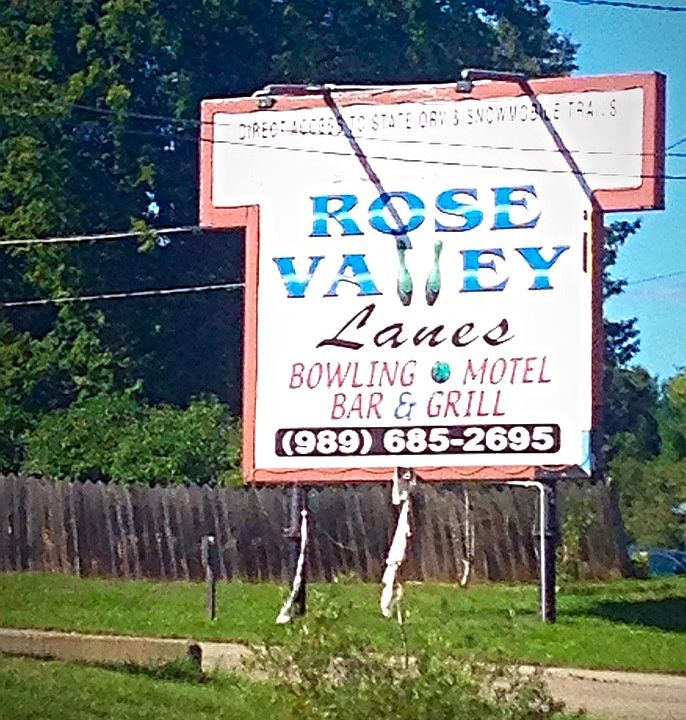 DIRECT ACCESS TO STATE ORV & SNOWMOBILE TRAILS
ROSE
VALLEY
Lanes
BOWLING MOTEL
BAR & GRILL
(989) 685-2695